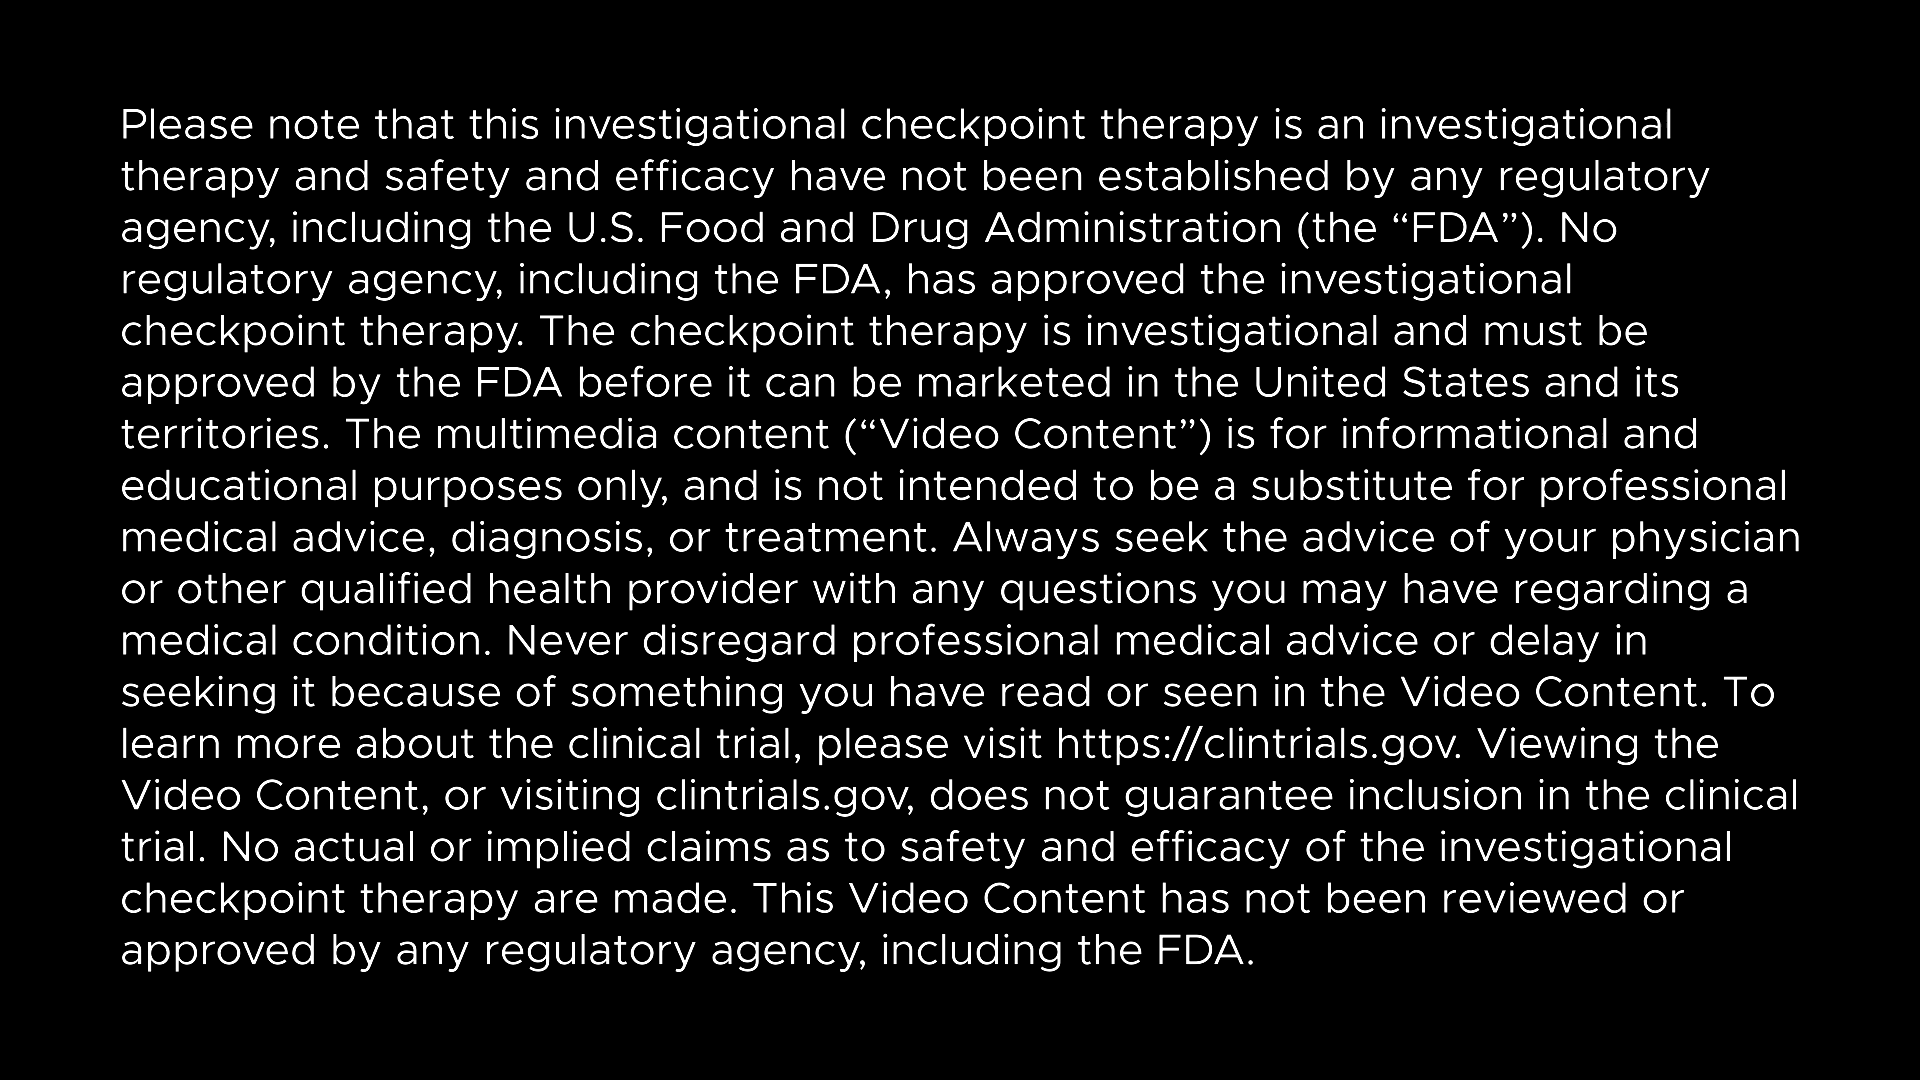 Please note that this investigational checkpoint therapy is an investigational
therapy and safety and efficacy have not been established by any regulatory
agency, including the U.S. Food and Drug Administration (the “FDA”). No
regulatory agency, including the FDA, has approved the investigational
checkpoint therapy. The checkpoint therapy is investigational and must be
approved by the FDA before it can be marketed in the United States and its
territories. The multimedia content (“Video Content”) is for informational and
educational purposes only, and is not intended to be a substitute for professional
medical advice, diagnosis, or treatment. Always seek the advice of your physician
or other qualified health provider with any questions you may have regarding a
medical condition. Never disregard professional medical advice or delay in
seeking it because of something you have read or seen in the Video Content. To
learn more about the clinical trial, please visit https://clintrials.gov. Viewing the
Video Content, or visiting clintrials.gov, does not guarantee inclusion in the clinical
trial. No actual or implied claims as to safety and efficacy of the investigational
checkpoint therapy are made. This Video Content has not been reviewed or
approved by any regulatory agency, including the FDA.